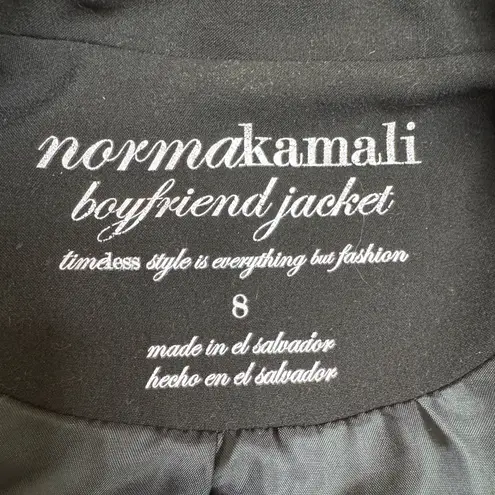 normakamali
boyfriend jacket
timeless style is everything but fashion
8
made in el salvador
hecho en el salvador